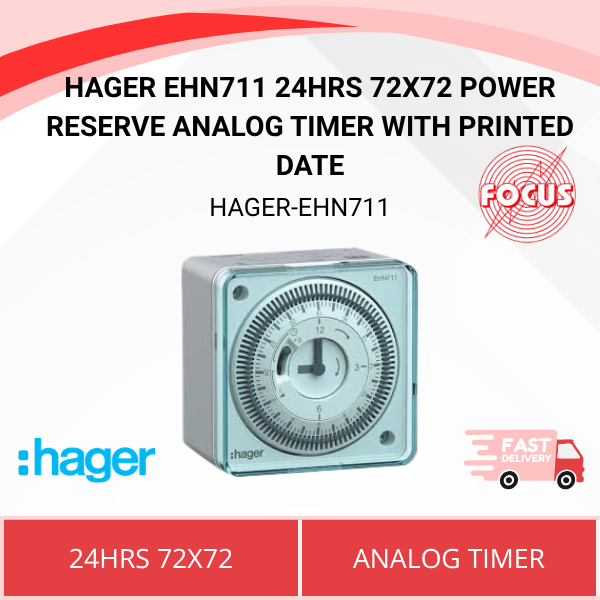 HAGER EHN711 24HRS 72X72 POWER
RESERVE ANALOG TIMER WITH PRINTED
DATE
HAGER-EHN711
FOCUS
EHN711
12
3
6
:hager
:hager
FAST
DELIVERY
24HRS 72X72
ANALOG TIMER